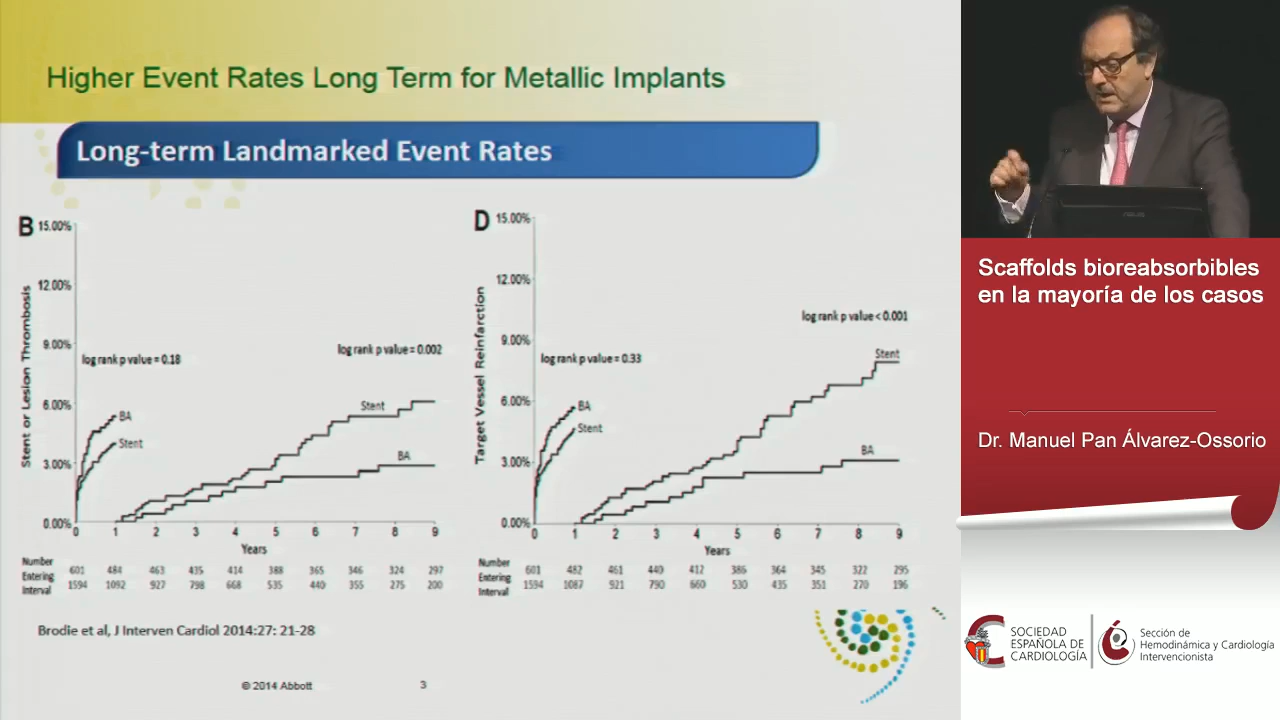 Higher Event Rates Long Term for Metallic Implants
Long-term Landmarked Event Rates
B
Stent or Lesion Thrombosis
15.00%
12.00%
9.00%
6.00%
3.00%
0.00%
log rank p value = 0.18
log rank p value = 0.002
BA
Stent
Stent
BA
0 1 2 3 4 5 6 7 8 9
Years
Number Entering Interval
601 484 463 435 414 388 365 346 324 297
1594 1092 927 798 668 535 440 355 275 200
D
Target Vessel Reinfarction
15.00%
12.00%
9.00%
6.00%
3.00%
0.00%
log rank p value = 0.33
log rank p value < 0.001
BA
Stent
Stent
BA
0 1 2 3 4 5 6 7 8 9
Years
Number Entering Interval
601 482 461 440 412 386 364 345 322 295
1594 1087 921 790 660 530 435 351 270 196
Brodie et al, J Interven Cardiol 2014:27: 21-28
© 2014 Abbott
3
ASUS
Scaffolds bioreabsorbibles
en la mayoría de los casos
Dr. Manuel Pan Álvarez-Ossorio
SOCIEDAD
ESPAÑOLA DE
CARDIOLOGÍA
Sección de
Hemodinámica y Cardiología
Intervencionista